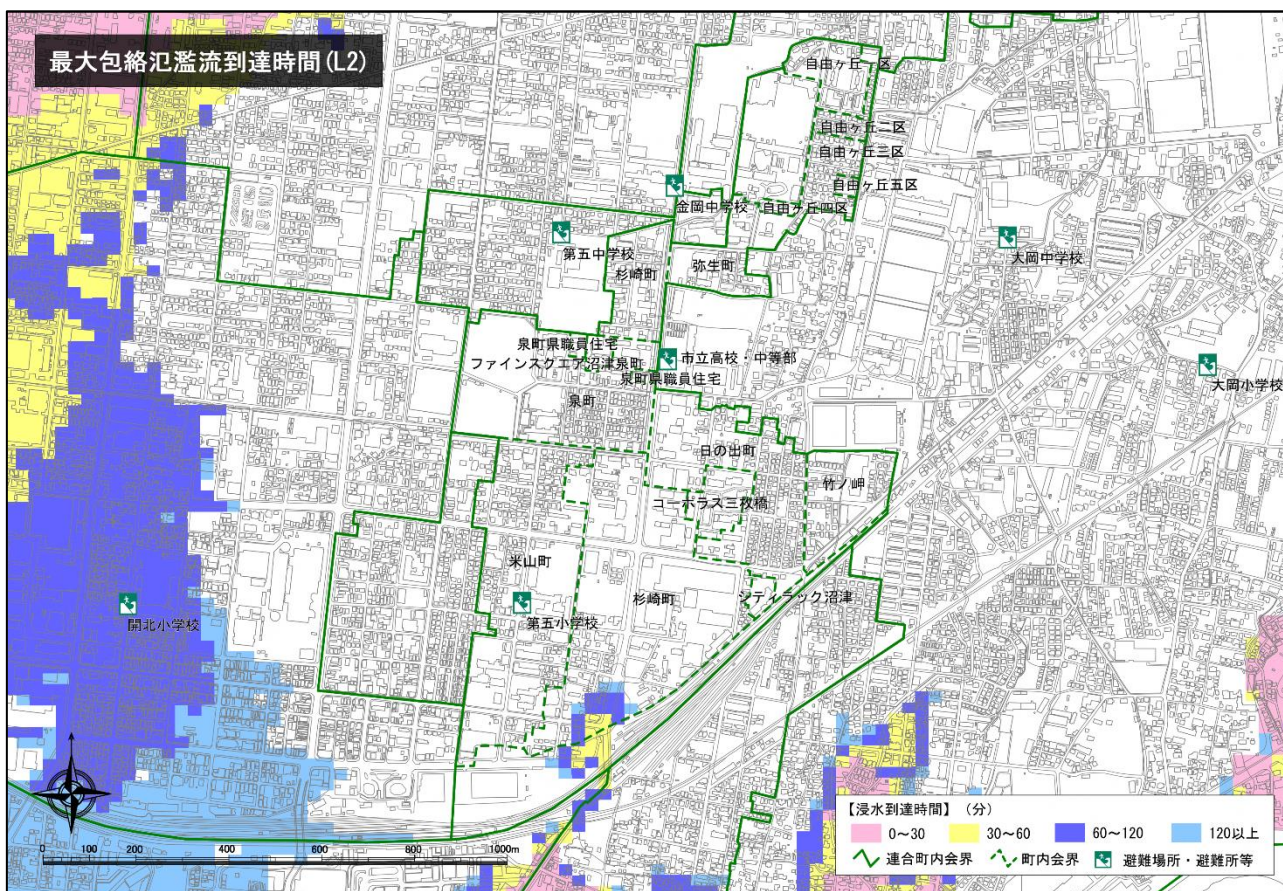 最大包絡氾濫流到達時間(L2)
自由ヶ丘一区
自由ヶ丘二区
自由ヶ丘三区
自由ヶ丘五区
金岡中学校
自由ヶ丘四区
第五中学校
大岡中学校
杉崎町
弥生町
泉町県職員住宅
市立高校・中等部
ファインスクエア沼津泉町
泉町県職員住宅
大岡小学校
泉町
日の出町
竹ノ岬
コーポラス三枚橋
米山町
杉崎町
シティラック沼津
開北小学校
第五小学校
【浸水到達時間】（分）
0～30 30～60 60～120 120以上
連合町内会界 町内会界 避難場所・避難所等
0 100 200 400 600 800 1000m